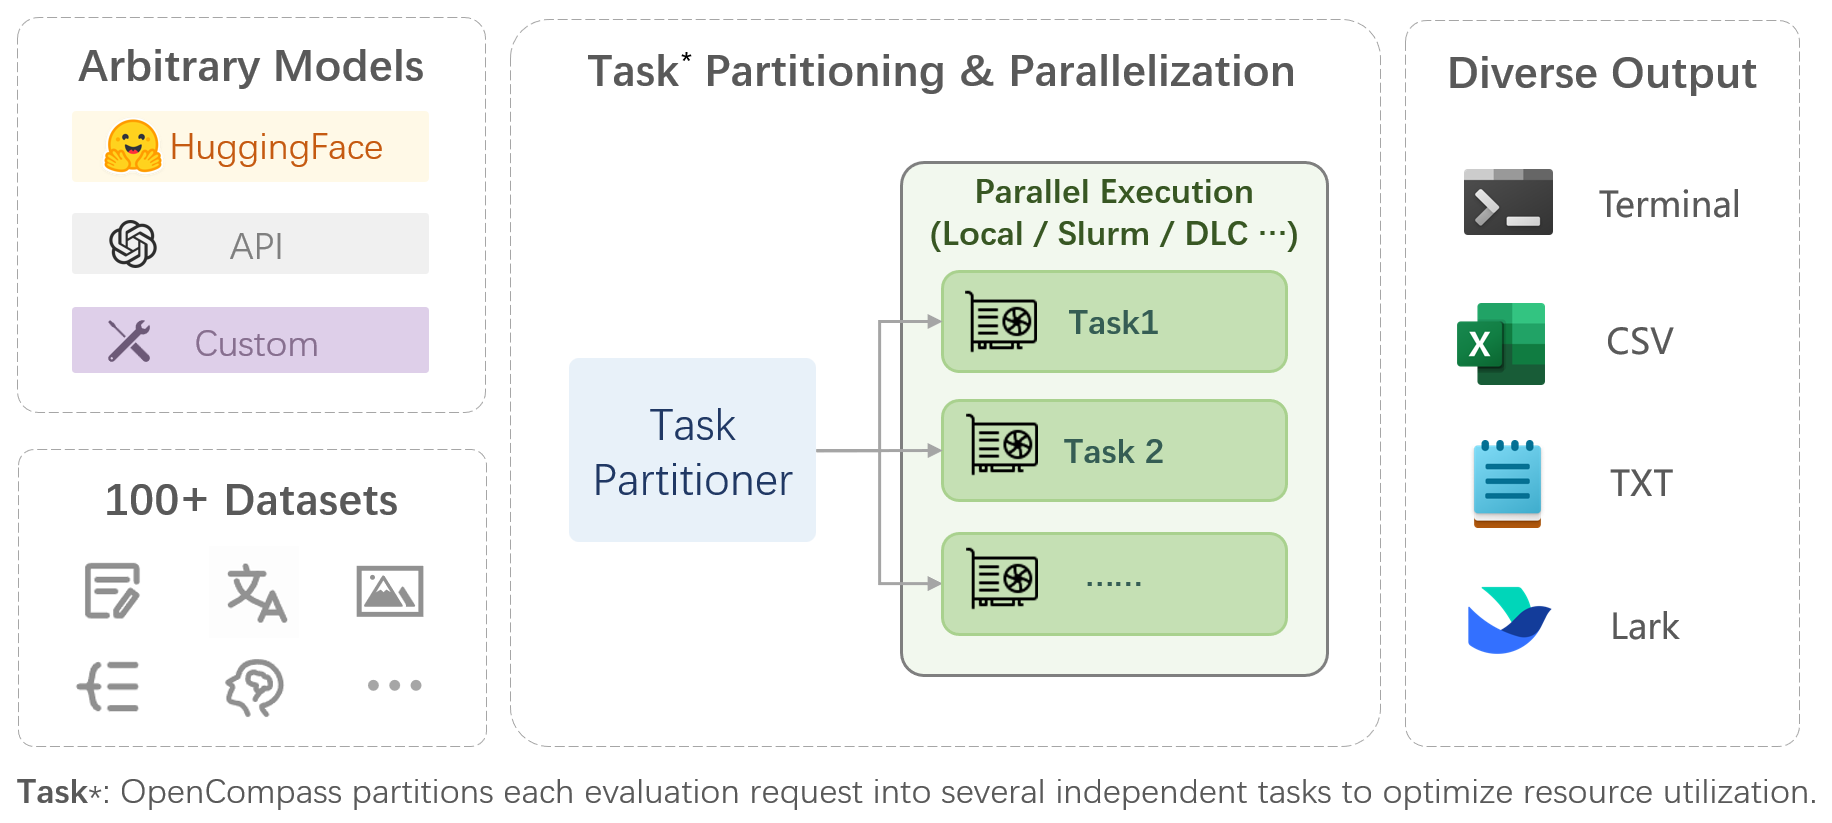 Arbitrary Models
HuggingFace
API
Custom
100+ Datasets
Task* Partitioning & Parallelization
Task
Partitioner
Parallel Execution
(Local / Slurm / DLC ···)
Task1
Task 2
······
Diverse Output
Terminal
X
CSV
TXT
Lark
Task*: OpenCompass partitions each evaluation request into several independent tasks to optimize resource utilization.